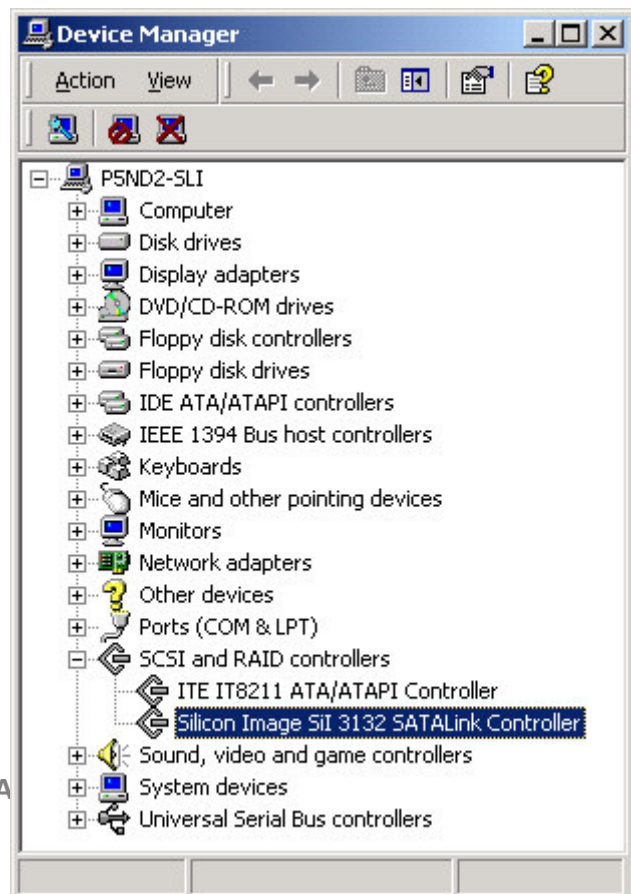 Device Manager
Action View
P5ND2-SLI
Computer
Disk drives
Display adapters
DVD/CD-ROM drives
Floppy disk controllers
Floppy disk drives
IDE ATA/ATAPI controllers
IEEE 1394 Bus host controllers
Keyboards
Mice and other pointing devices
Monitors
Network adapters
Other devices
Ports (COM & LPT)
SCSI and RAID controllers
ITE IT8211 ATA/ATAPI Controller
Silicon Image SiI 3132 SATALink Controller
Sound, video and game controllers
A
System devices
Universal Serial Bus controllers